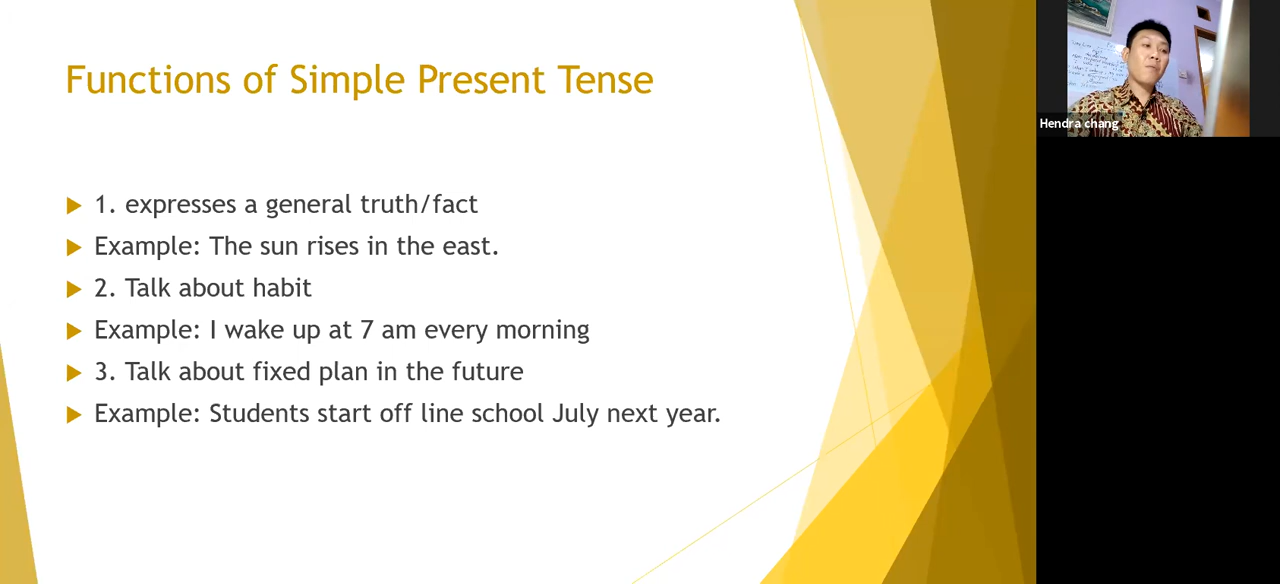 Functions of Simple Present Tense
1. expresses a general truth/fact
Example: The sun rises in the east.
2. Talk about habit
Example: I wake up at 7 am every morning
3. Talk about fixed plan in the future
Example: Students start off line school July next year.
Hendra chang